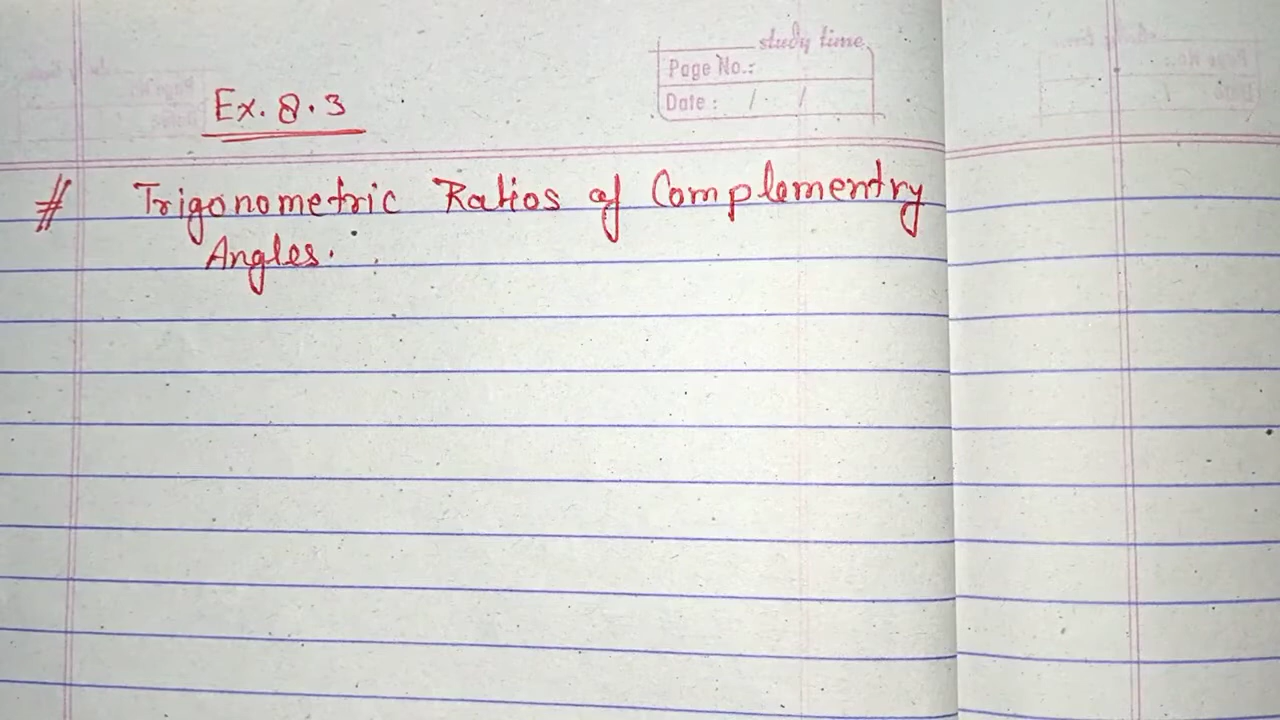 study time
Page No.:
Date : / /
Ex. 8.3
# Trigonometric Ratios of Complementry
Angles.